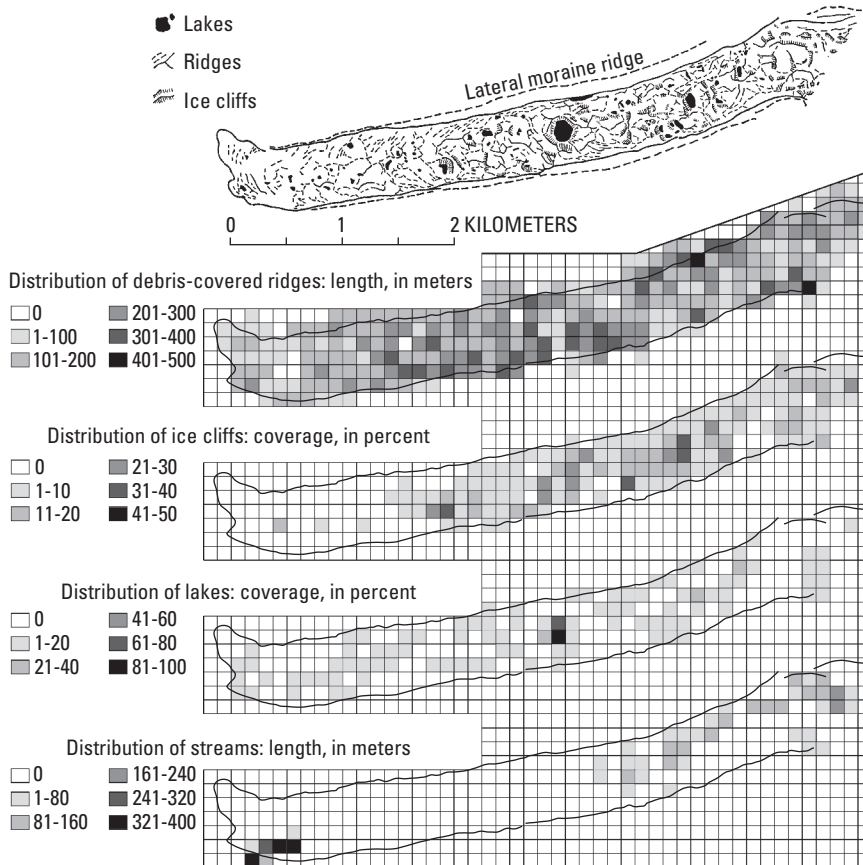 Lakes
Ridges
Ice cliffs
Lateral moraine ridge
0 1 2 KILOMETERS
Distribution of debris-covered ridges: length, in meters
0 201-300
1-100 301-400
101-200 401-500
Distribution of ice cliffs: coverage, in percent
0 21-30
1-10 31-40
11-20 41-50
Distribution of lakes: coverage, in percent
0 41-60
1-20 61-80
21-40 81-100
Distribution of streams: length, in meters
0 161-240
1-80 241-320
81-160 321-400